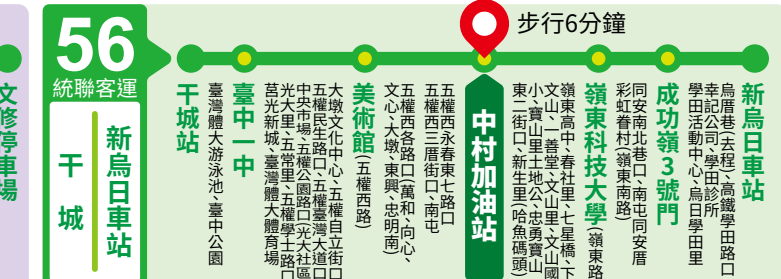 文修停車場
56
統聯客運
干城
新烏日車站
步行6分鐘
干城站
臺灣體大游泳池、臺中公園
臺中一中
大墩文化中心、五權自立街口
五權民生路口、五權臺灣大道口
中央市場、五權公園路口(光大社區
光大里、五常里、五權學士路口
莒光新城、臺灣體大體育場
美術館(五權西路)
五權西永春東七路口
五權西三厝街口、南屯
五權西各路口(萬和、向心、
文心、大墩、東興、忠明南)
中村加油站
嶺東高中、春社里、七星橋、下
文山、一善堂、文山里、文山國
小、寶山里土地公、忠勇寶山
東二街口、新生里(哈魚碼頭)
嶺東科技大學(嶺東路
同安南北巷口、南屯同安厝
彩虹眷村(嶺東南路)
成功嶺3號門
烏厝巷(去程)、高鐵學田路口
幸記公司、學田診所
學田活動中心、烏日學田里
新烏日車站